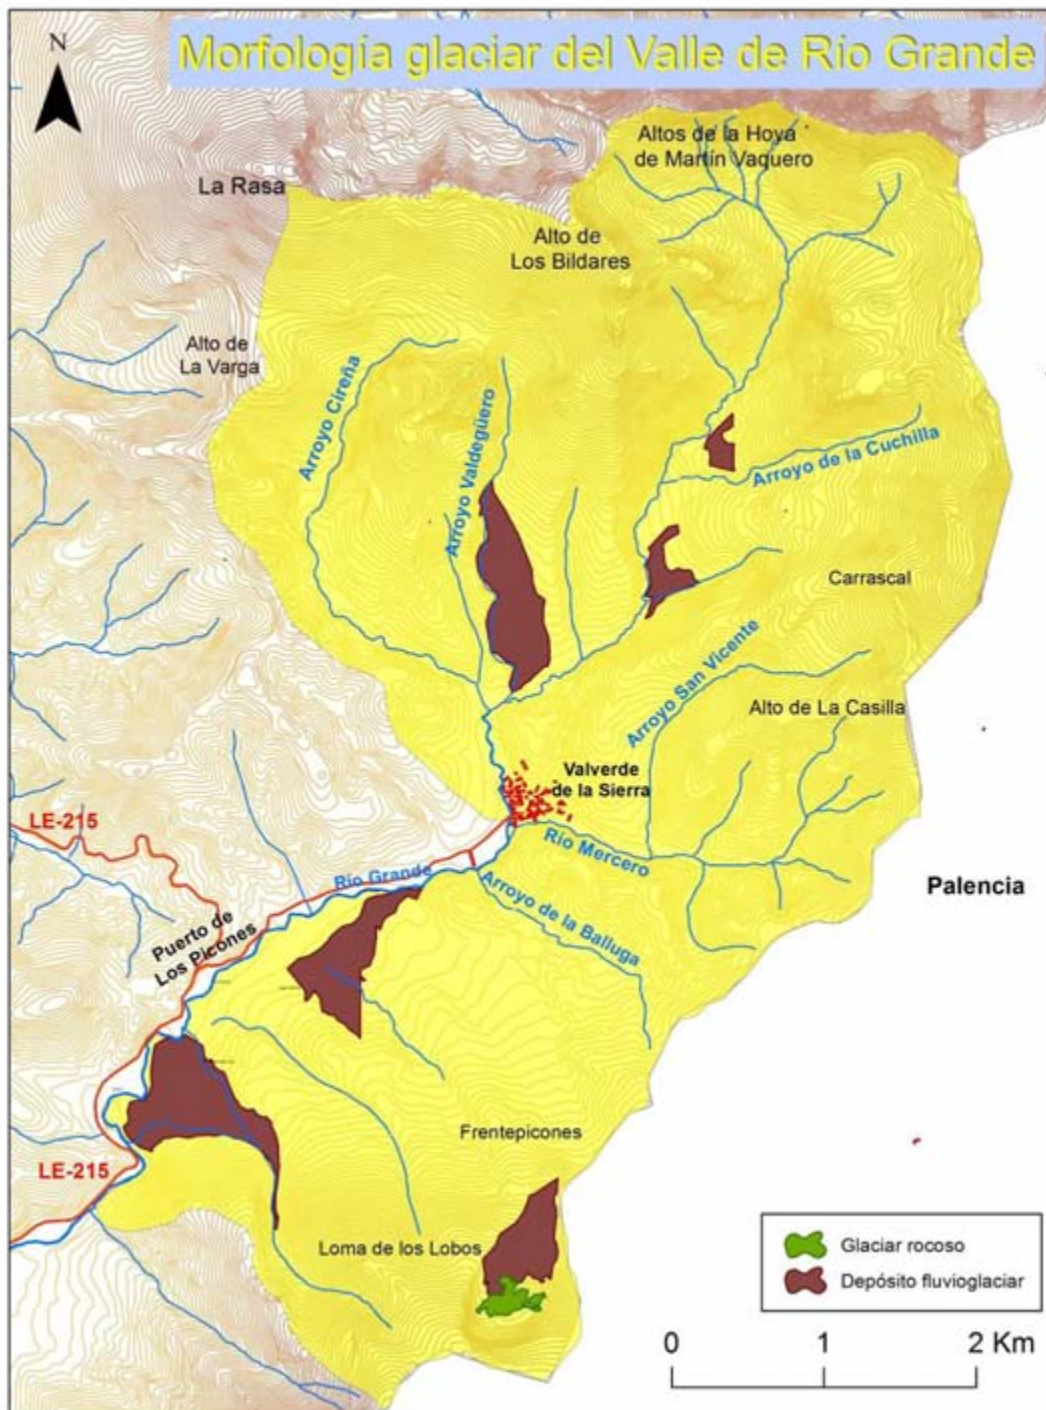 Morfología glaciar del Valle de Río Grande
N
Altos de la Hoya
de Martín Vaquero
La Rasa
Alto de
Los Bildares
Alto de
La Varga
Arroyo Cireña
Arroyo Valdegüero
Arroyo de la Cuchilla
Carrascal
Arroyo San Vicente
Alto de La Casilla
Valverde
de la Sierra
LE-215
Río Mercero
Río Grande
Palencia
Arroyo de la Balluga
Puerto de
Los Picones
Frentepicones
LE-215
Loma de los Lobos
Glaciar rocoso
Depósito fluvioglaciar
0 1 2 Km